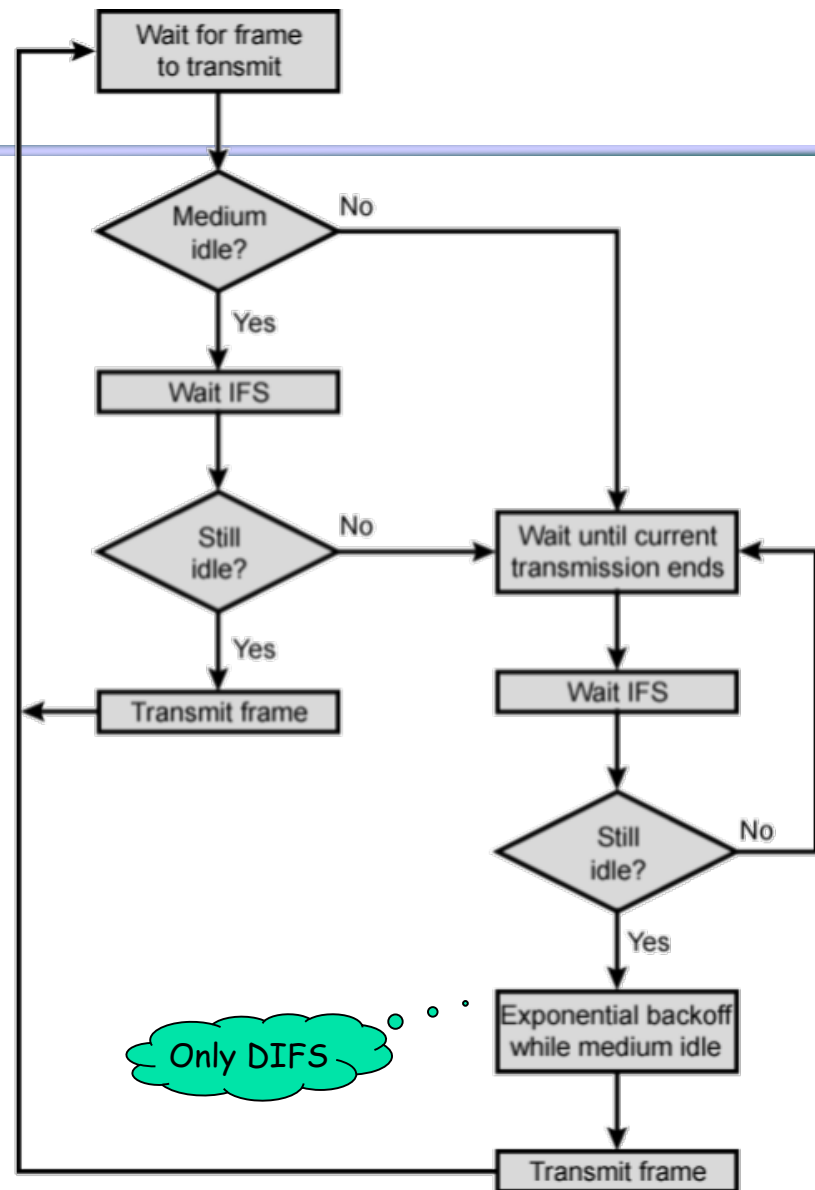 Wait for frame
to transmit
Medium
idle?
No
Yes
Wait IFS
Still
idle?
No
Yes
Transmit frame
Wait until current
transmission ends
Wait IFS
Still
idle?
No
Yes
Exponential backoff
while medium idle
Only DIFS
Transmit frame